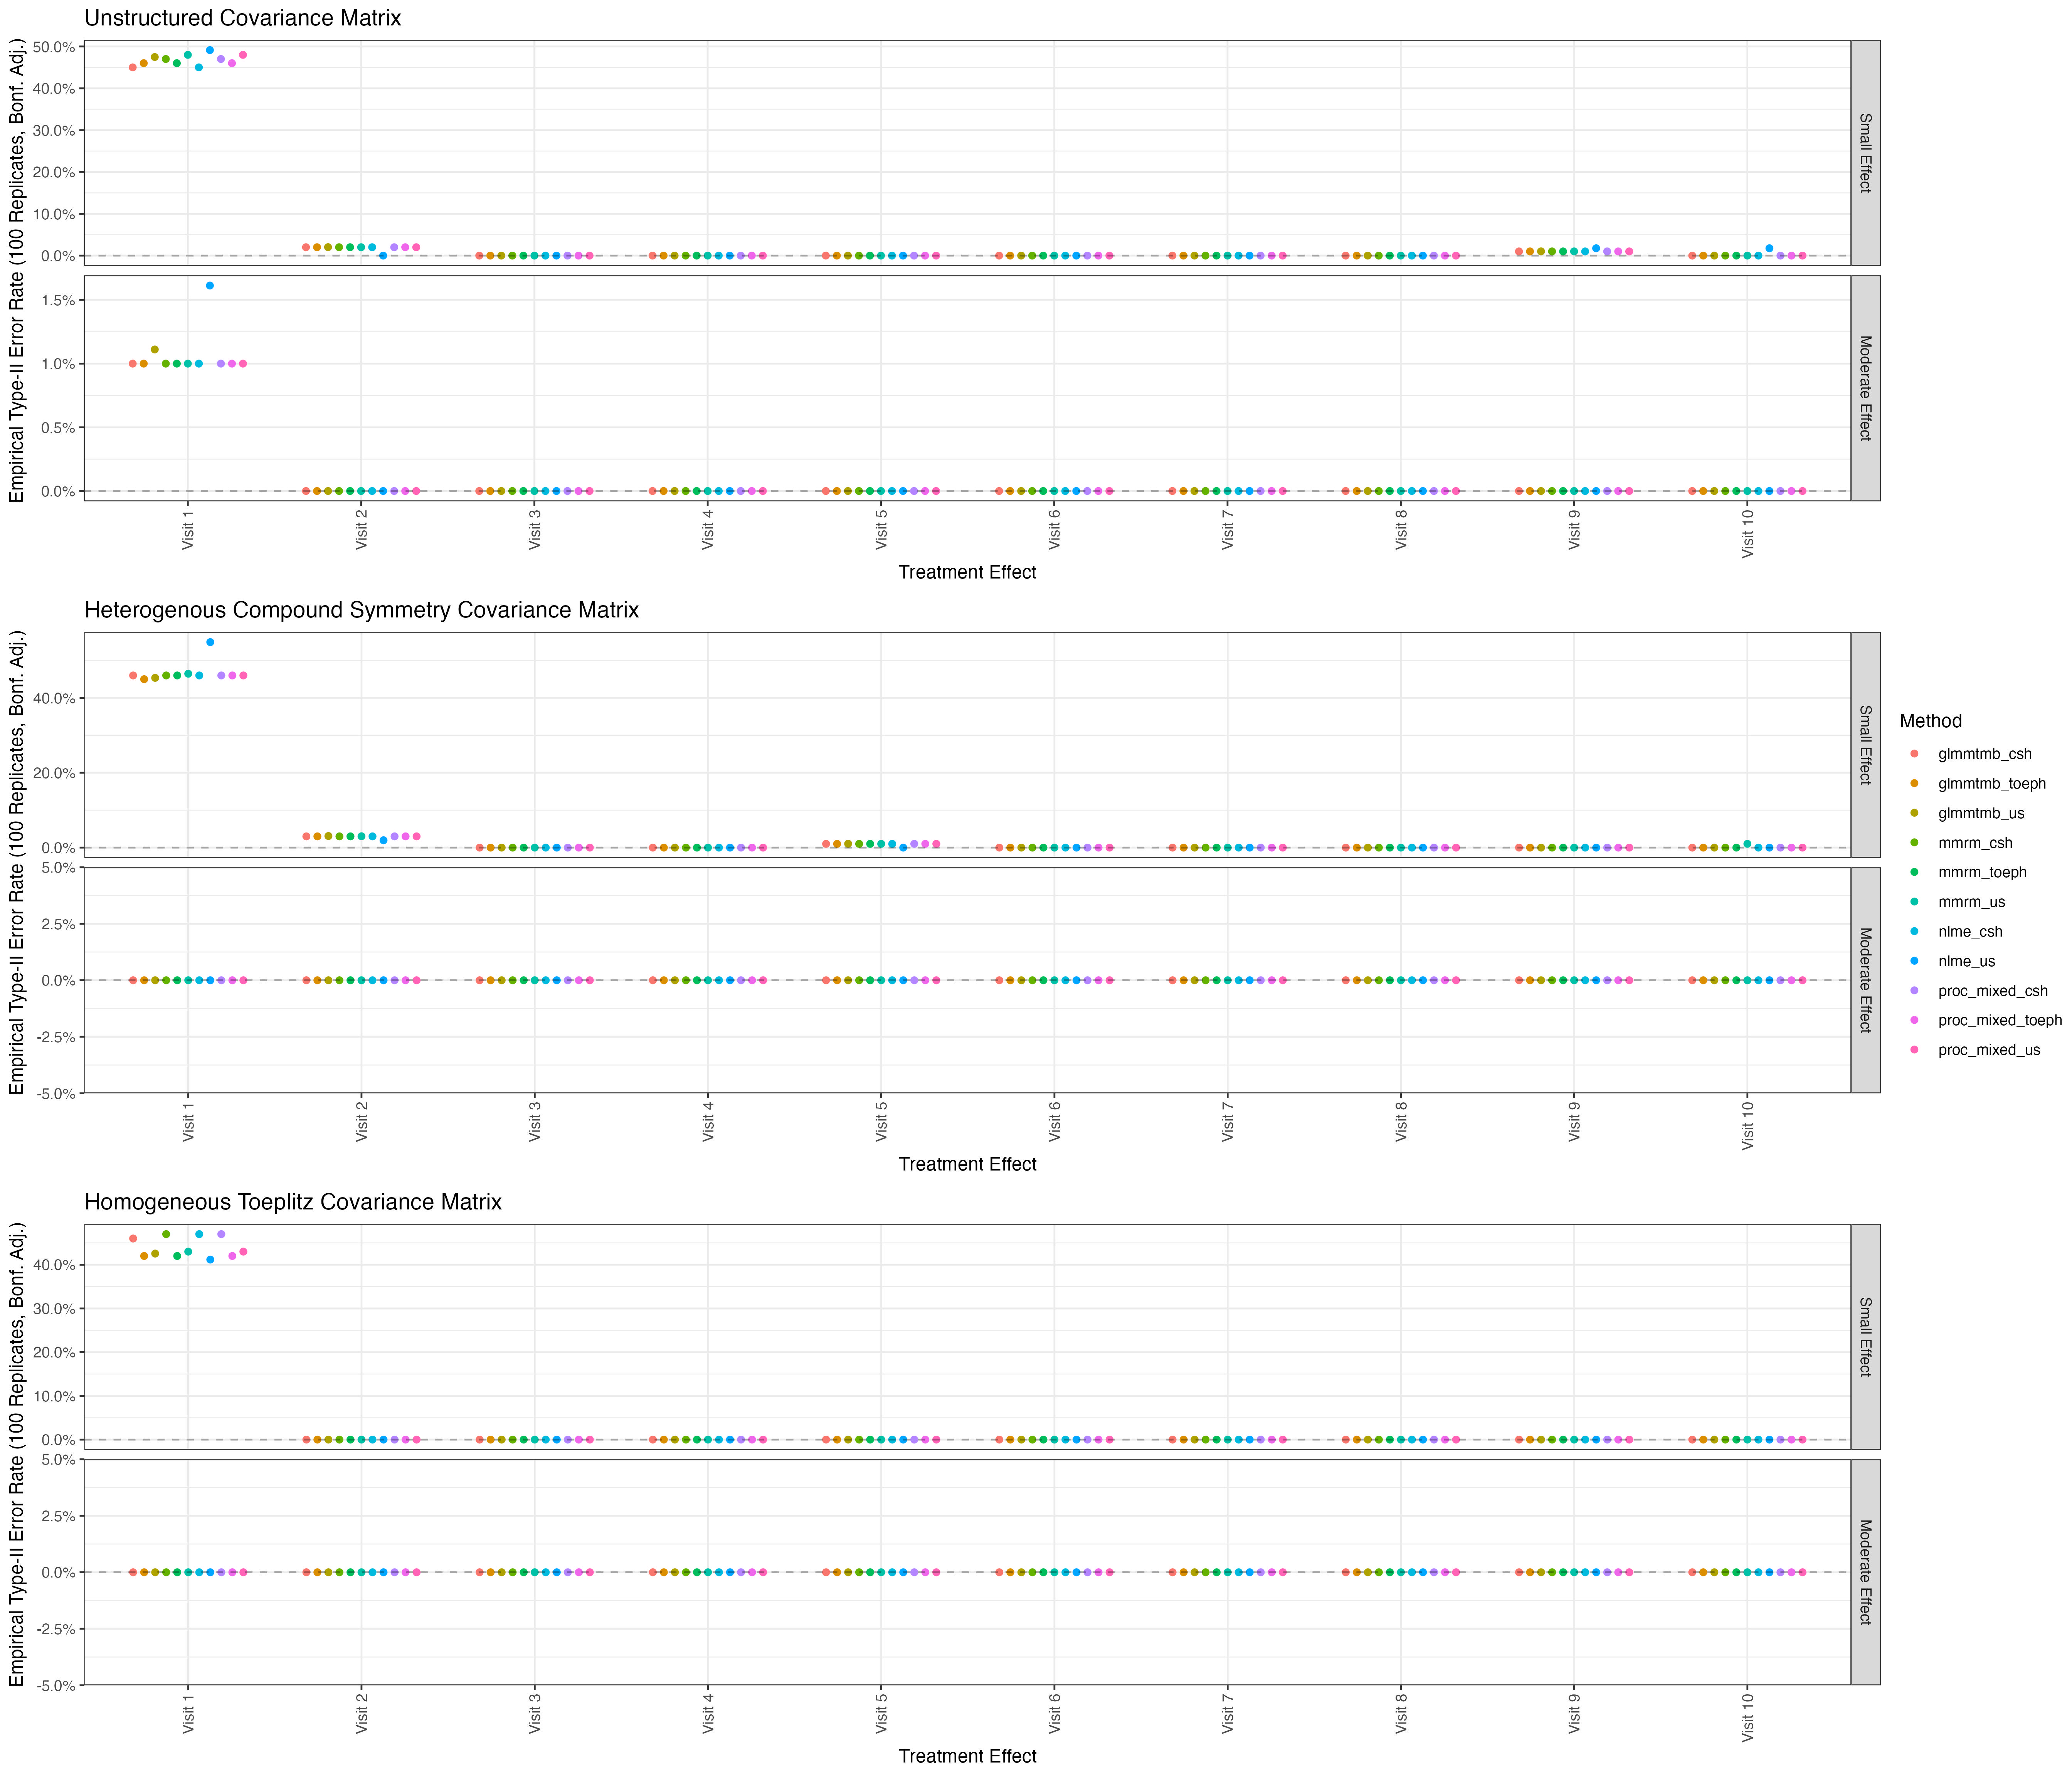 Unstructured Covariance Matrix
Empirical Type-II Error Rate (100 Replicates, Bonf. Adj.)
50.0%
40.0%
30.0%
20.0%
10.0%
0.0%
Small Effect
1.5%
1.0%
0.5%
0.0%
Moderate Effect
Visit 1
Visit 2
Visit 3
Visit 4
Visit 5
Visit 6
Visit 7
Visit 8
Visit 9
Visit 10
Treatment Effect
Heterogenous Compound Symmetry Covariance Matrix
Empirical Type-II Error Rate (100 Replicates, Bonf. Adj.)
40.0%
20.0%
0.0%
Small Effect
5.0%
2.5%
0.0%
-2.5%
-5.0%
Moderate Effect
Visit 1
Visit 2
Visit 3
Visit 4
Visit 5
Visit 6
Visit 7
Visit 8
Visit 9
Visit 10
Treatment Effect
Homogeneous Toeplitz Covariance Matrix
Empirical Type-II Error Rate (100 Replicates, Bonf. Adj.)
40.0%
30.0%
20.0%
10.0%
0.0%
Small Effect
5.0%
2.5%
0.0%
-2.5%
-5.0%
Moderate Effect
Visit 1
Visit 2
Visit 3
Visit 4
Visit 5
Visit 6
Visit 7
Visit 8
Visit 9
Visit 10
Treatment Effect
Method
glmmtmb_csh
glmmtmb_toeph
glmmtmb_us
mmrm_csh
mmrm_toeph
mmrm_us
nlme_csh
nlme_us
proc_mixed_csh
proc_mixed_toeph
proc_mixed_us